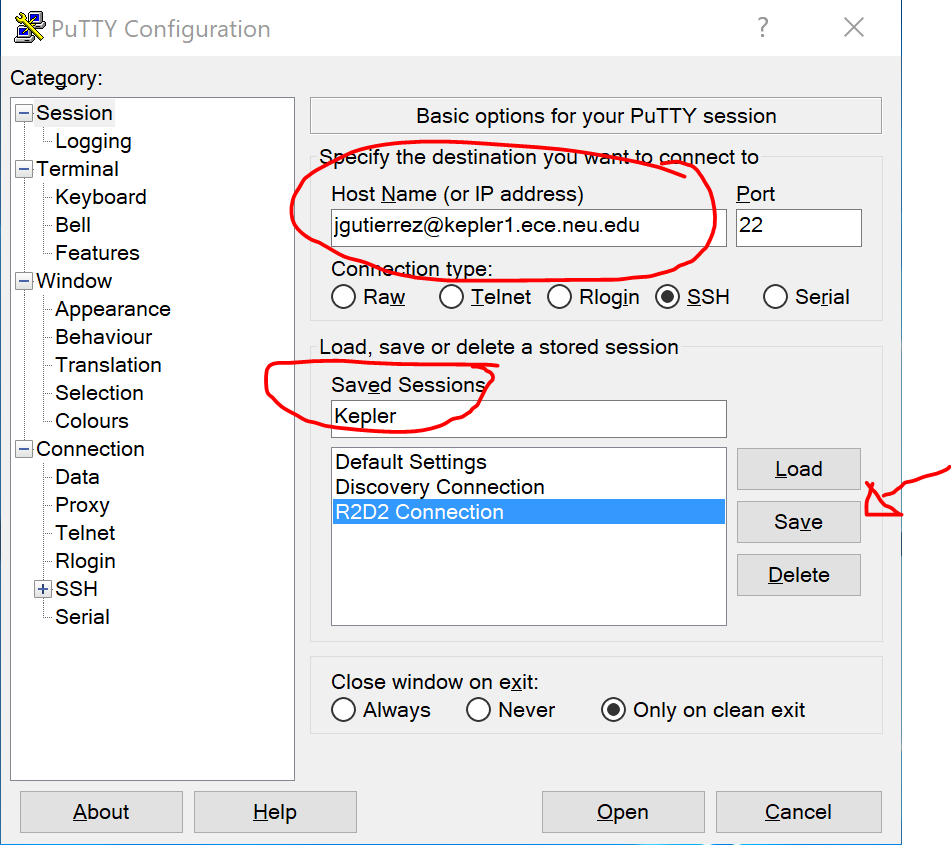 PuTTY Configuration ?
Category:
Session
Logging
Terminal
Keyboard
Bell
Features
Window
Appearance
Behaviour
Translation
Selection
Colours
Connection
Data
Proxy
Telnet
Rlogin
SSH
Serial
Basic options for your PuTTY session
Specify the destination you want to connect to
Host Name (or IP address) Port
jgutierrez@kepler1.ece.neu.edu 22
Connection type:
Raw Telnet Rlogin SSH Serial
Load, save or delete a stored session
Saved Sessions
Kepler
Default Settings
Discovery Connection
R2D2 Connection
Load
Save
Delete
Close window on exit:
Always Never Only on clean exit
About Help Open Cancel